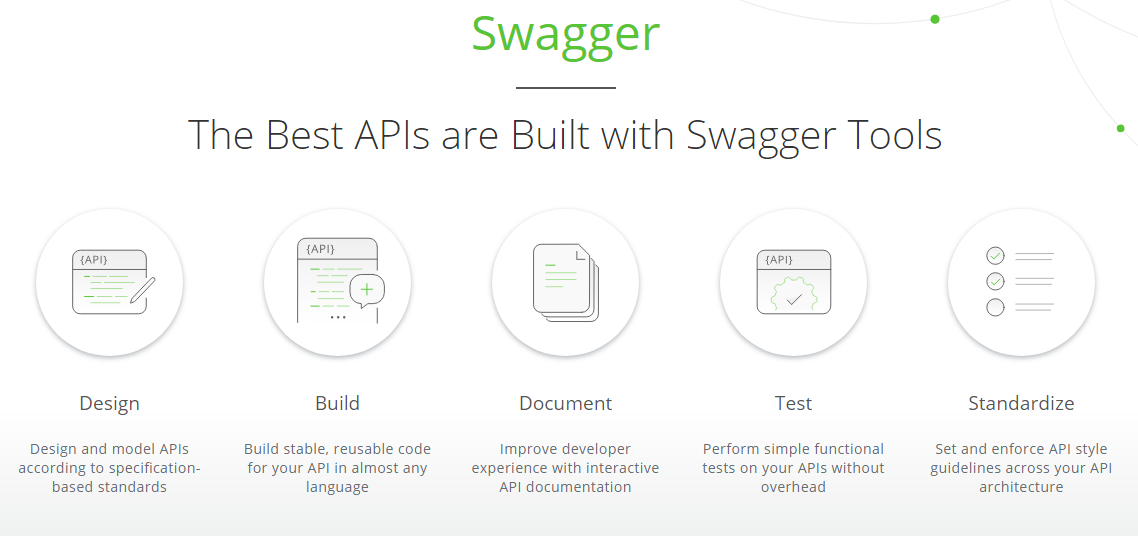 Swagger
The Best APIs are Built with Swagger Tools
{API}
{API}
{API}
Design
Build
Document
Test
Standardize
Design and model APIs
according to specification-
based standards
Build stable, reusable code
for your API in almost any
language
Improve developer
experience with interactive
API documentation
Perform simple functional
tests on your APIs without
overhead
Set and enforce API style
guidelines across your API
architecture